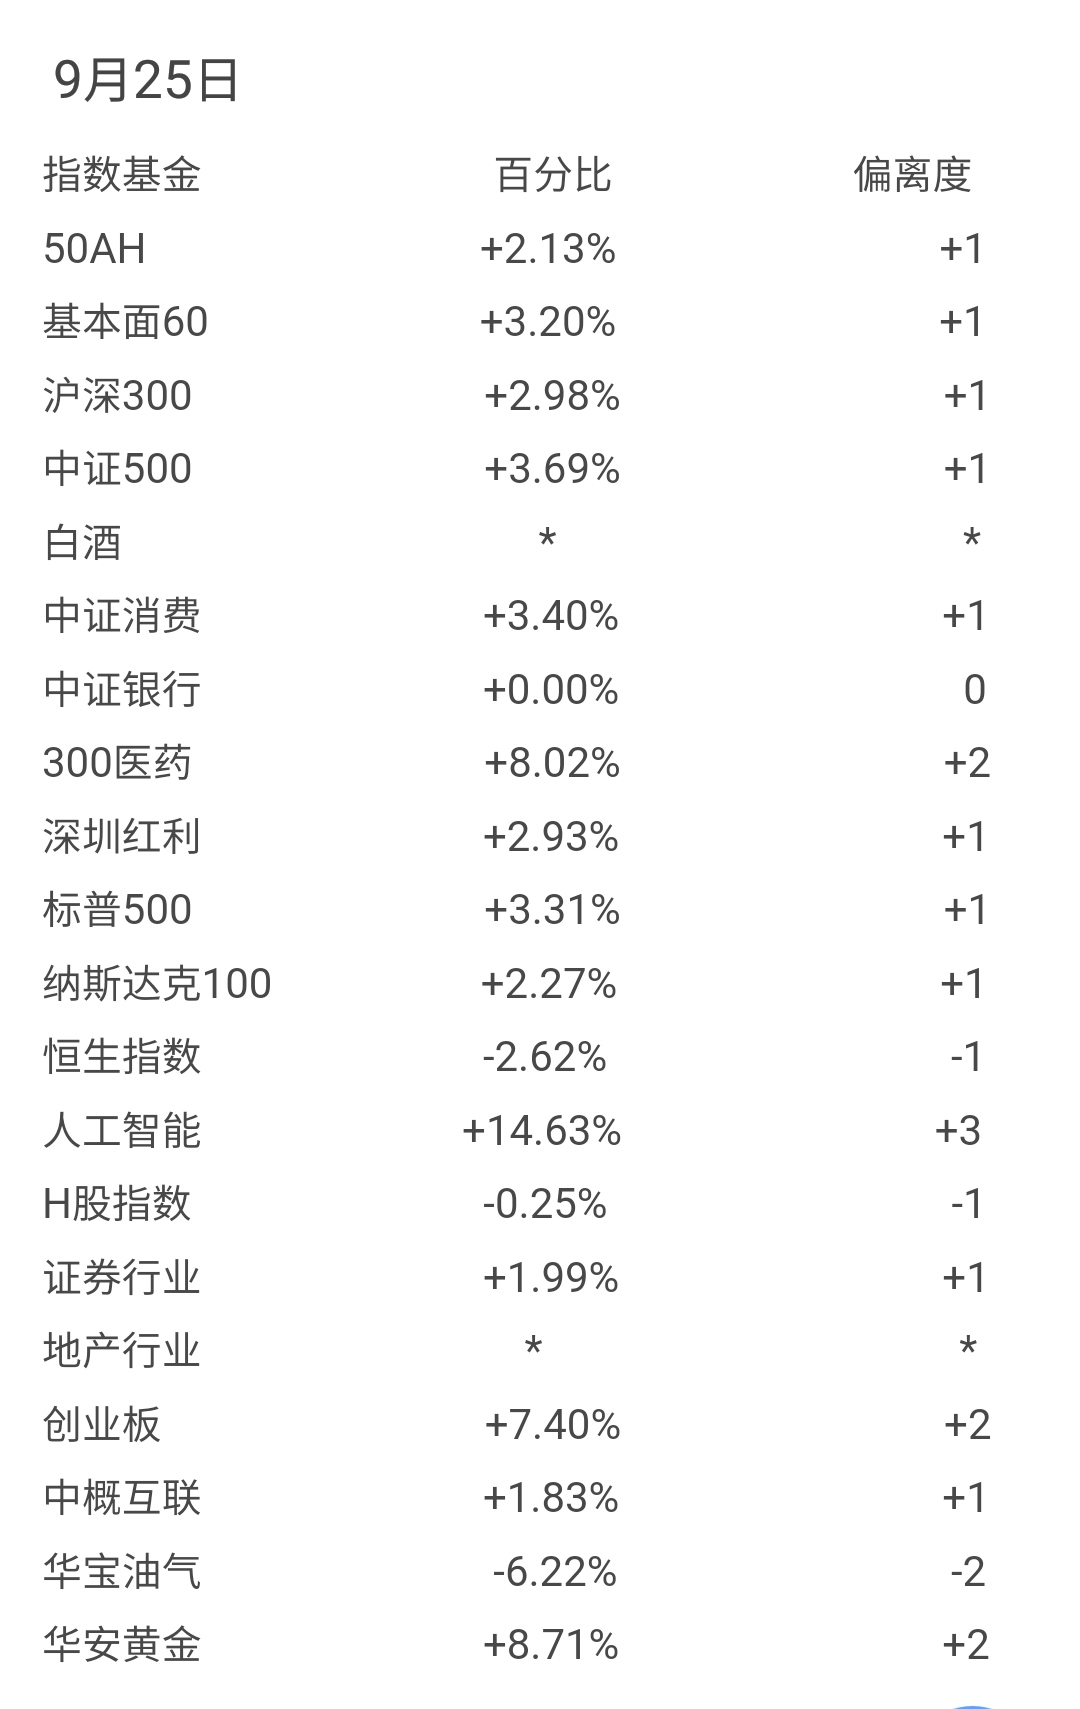 9月25日
指数基金 百分比 偏离度
50AH +2.13% +1
基本面60 +3.20% +1
沪深300 +2.98% +1
中证500 +3.69% +1
白酒 * *
中证消费 +3.40% +1
中证银行 +0.00% 0
300医药 +8.02% +2
深圳红利 +2.93% +1
标普500 +3.31% +1
纳斯达克100 +2.27% +1
恒生指数 -2.62% -1
人工智能 +14.63% +3
H股指数 -0.25% -1
证券行业 +1.99% +1
地产行业 * *
创业板 +7.40% +2
中概互联 +1.83% +1
华宝油气 -6.22% -2
华安黄金 +8.71% +2